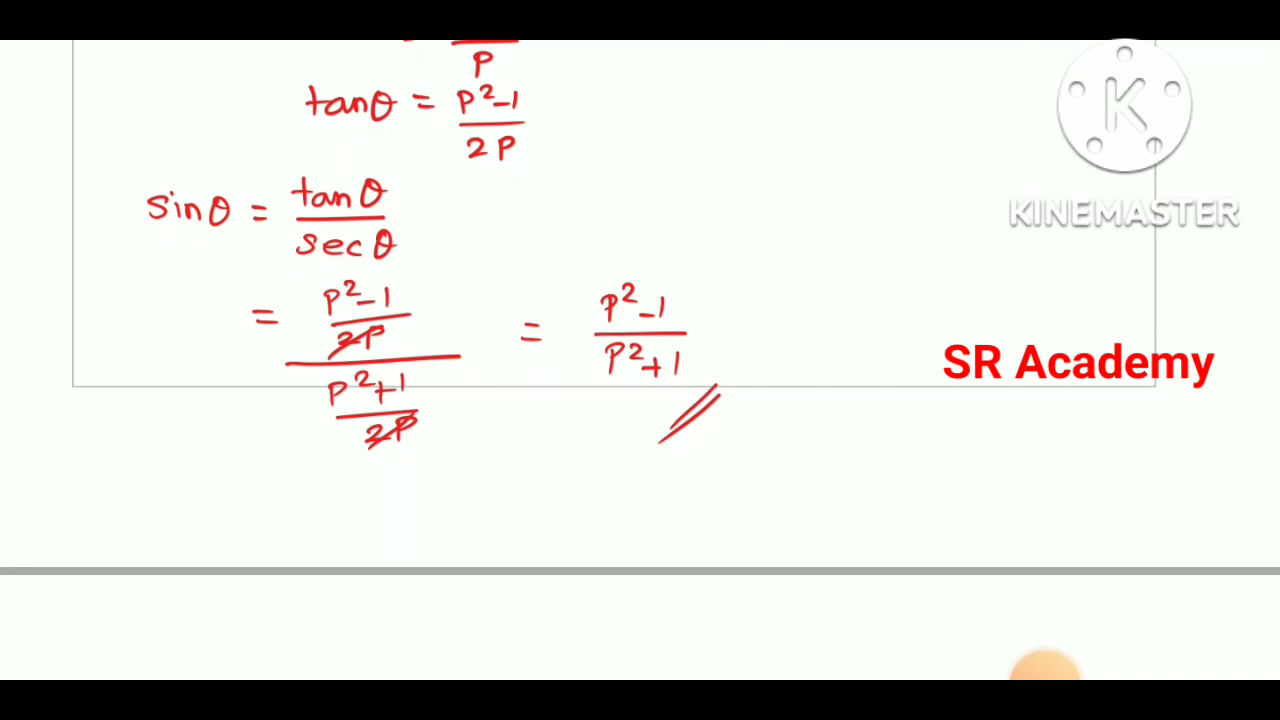 = ― / P
tanθ = (P²-1)/(2P)
sinθ = tanθ/secθ
= ((P²-1)/(2P))/((P²+1)/(2P)) = (P²-1)/(P²+1)
K
KINEMASTER
SR Academy